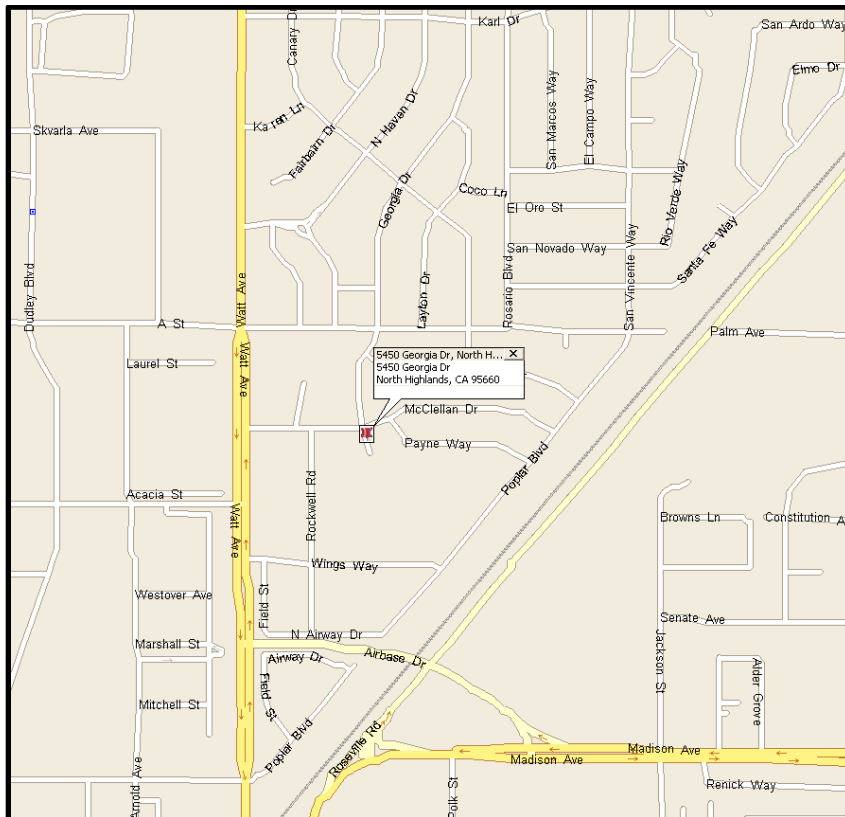 Karl Dr
San Ardo Way
Canary Dr
Elmo Dr
Skvarla Ave
Karen Ln
Fairbairn Dr
N Havan Dr
San Marcos Way
El Campo Way
Georgia Dr
Coco Ln
El Oro St
Rio Verde Way
San Novado Way
Santa Fe Way
Dudley Blvd
Watt Ave
Layton Dr
Rosario Blvd
San Vincente Way
A St
Palm Ave
Watt Ave
Laurel St
5450 Georgia Dr, North H...
5450 Georgia Dr
North Highlands, CA 95660
McClellan Dr
Payne Way
Poplar Blvd
Acacia St
Rockwell Rd
Watt Ave
Browns Ln
Constitution A
Wings Way
Westover Ave
Field St
Senate Ave
N Airway Dr
Marshall St
Airway Dr
Airbase Dr
Jackson St
Alder Grove
Mitchell St
Field St
Poplar Blvd
Roseville Rd
Madison Ave
Madison Ave
Arnold Ave
Polk St
Renick Way